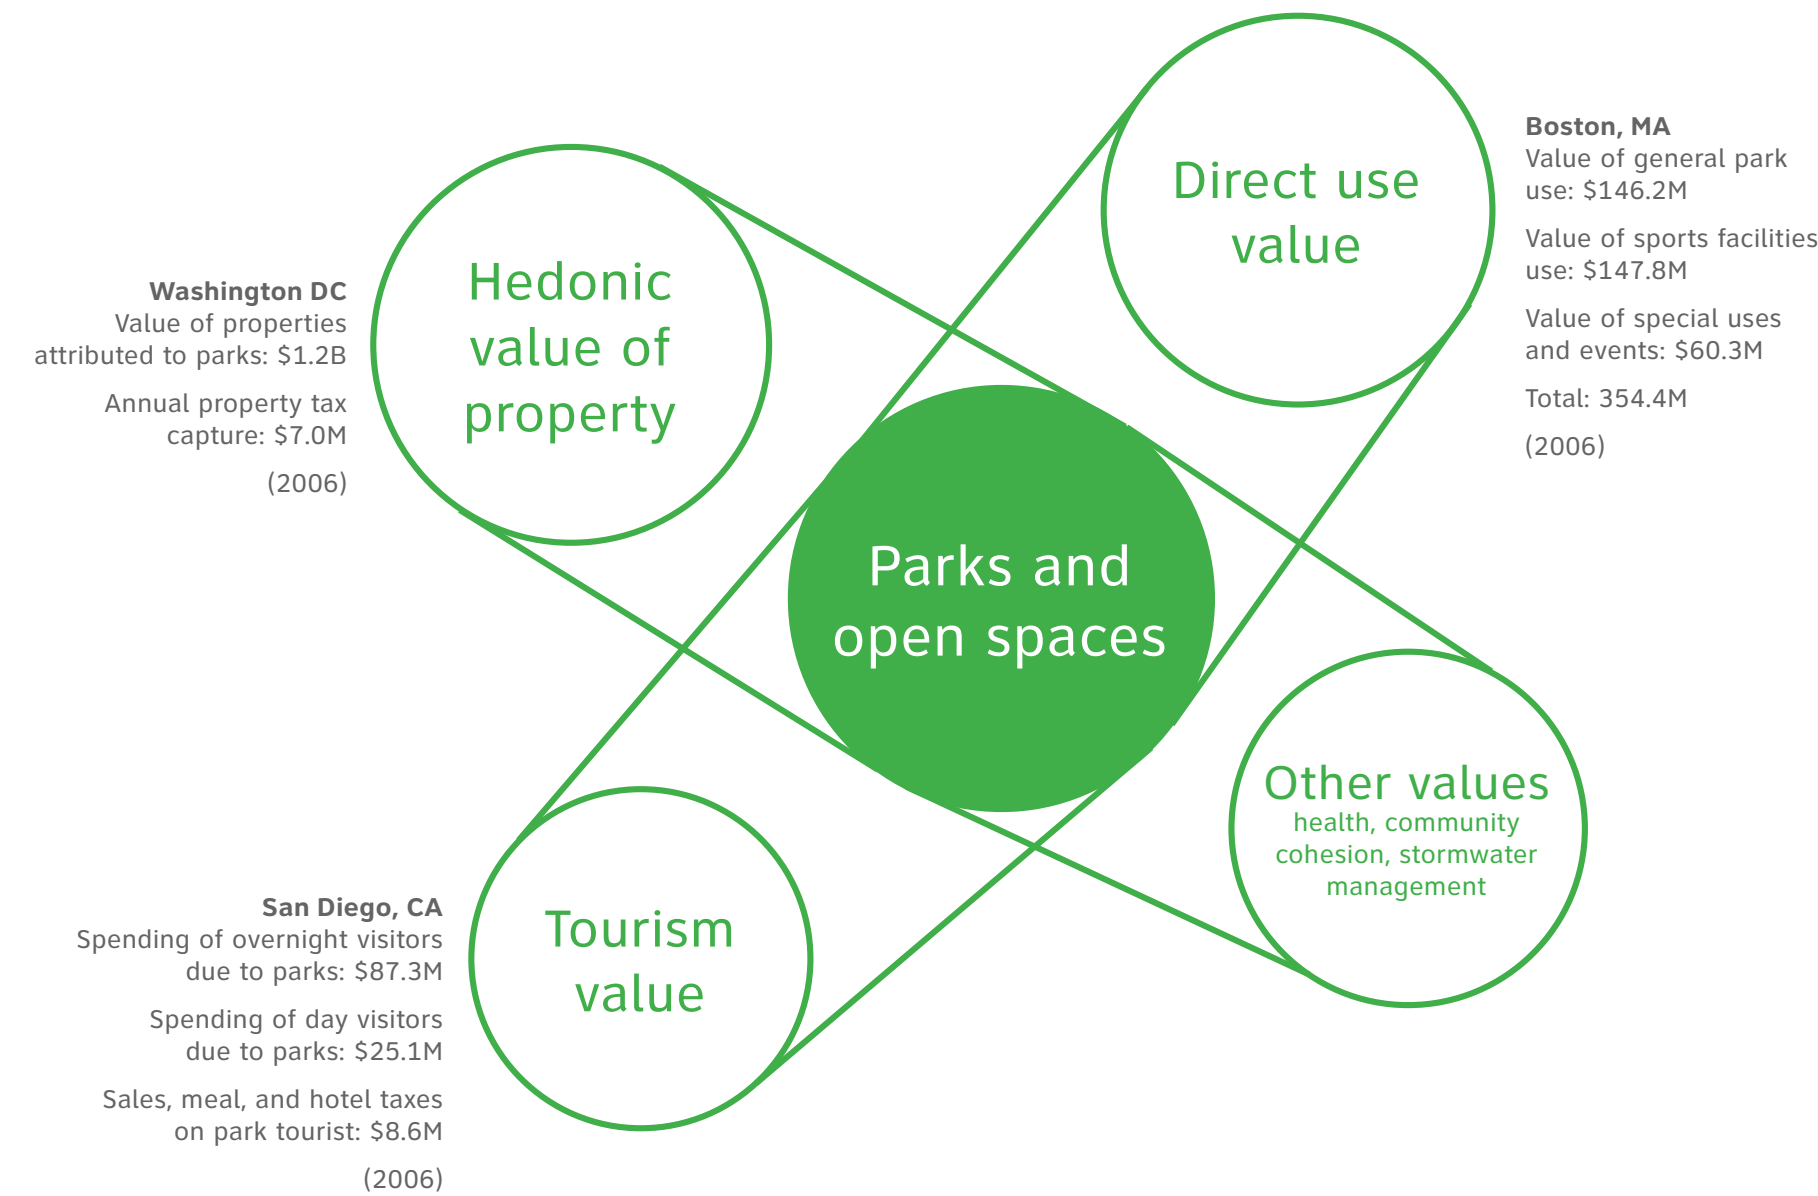 Boston, MA
Value of general park
use: $146.2M
Value of sports facilities
use: $147.8M
Value of special uses
and events: $60.3M
Total: 354.4M
(2006)
Direct use
value
Hedonic
value of
property
Washington DC
Value of properties
attributed to parks: $1.2B
Annual property tax
capture: $7.0M
(2006)
Parks and
open spaces
Other values
health, community
cohesion, stormwater
management
Tourism
value
San Diego, CA
Spending of overnight visitors
due to parks: $87.3M
Spending of day visitors
due to parks: $25.1M
Sales, meal, and hotel taxes
on park tourist: $8.6M
(2006)